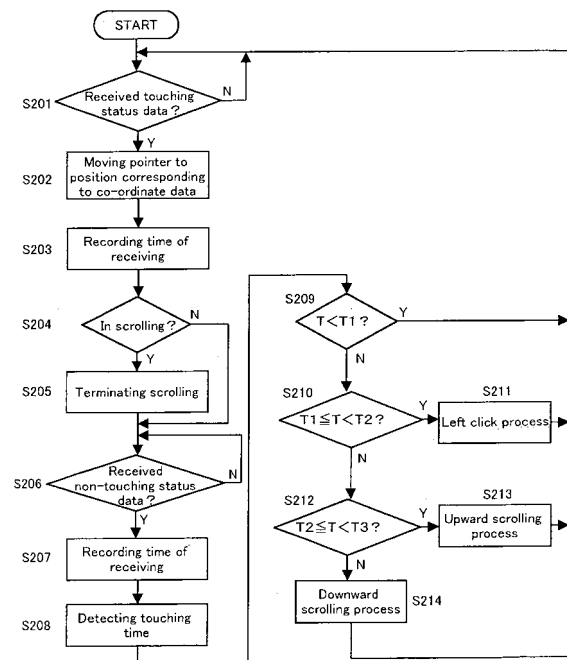 START
Received touching
status data?
N
S201
Y
Moving pointer to
position corresponding
to co-ordinate data
S202
Recording time of
receiving
S203
In scrolling?
N
S204
Y
Terminating scrolling
S205
Received
non-touching status
data?
N
S206
Y
Recording time of
receiving
S207
Detecting touching
time
S208
S209
T<T1?
Y
N
S210
T1≦T<T2?
Y
S211
Left click process
N
S212
T2≦T<T3?
Y
S213
Upward scrolling
process
N
Downward
scrolling process
S214